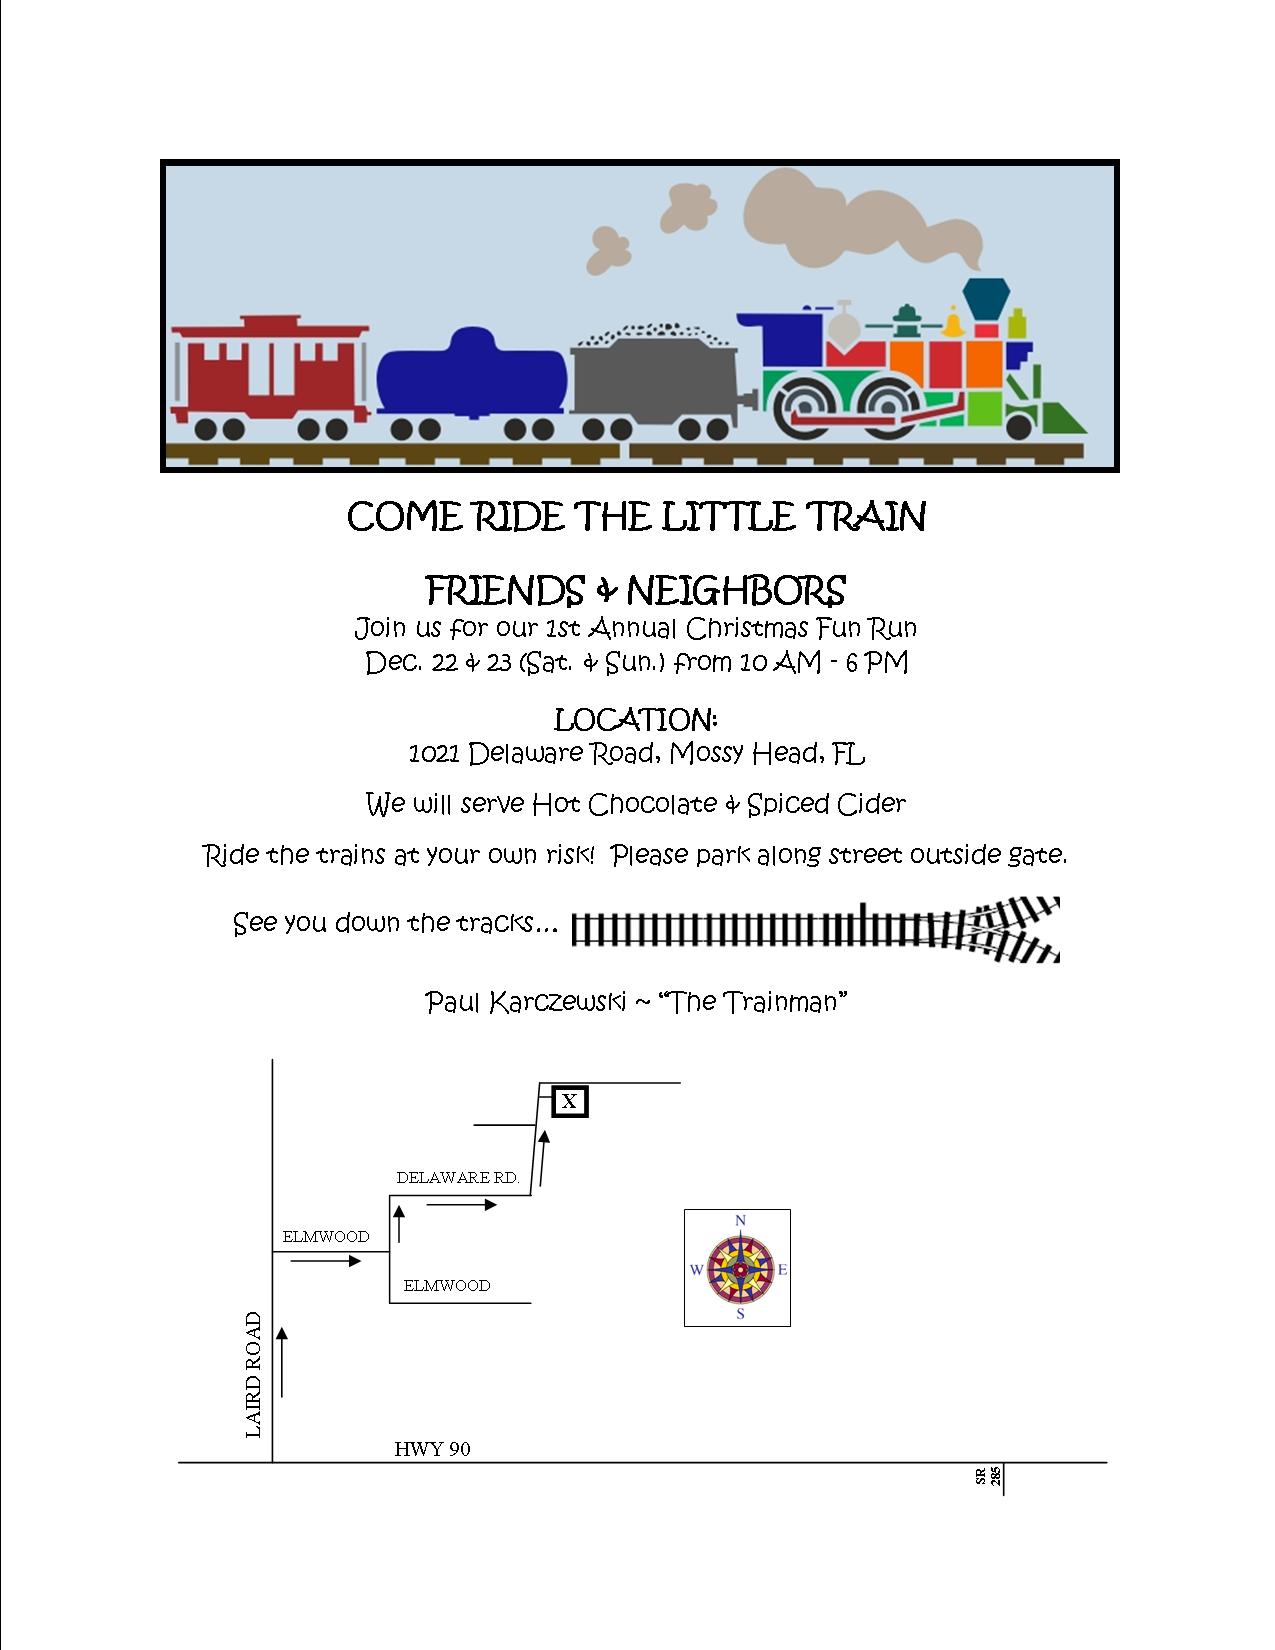 COME RIDE THE LITTLE TRAIN
FRIENDS & NEIGHBORS
Join us for our 1st Annual Christmas Fun Run
Dec. 22 & 23 (Sat. & Sun.) from 10 AM - 6 PM
LOCATION:
1021 Delaware Road, Mossy Head, FL
We will serve Hot Chocolate & Spiced Cider
Ride the trains at your own risk!  Please park along street outside gate.
See you down the tracks...
Paul Karczewski ~ “The Trainman”
X
DELAWARE RD.
ELMWOOD
ELMWOOD
N
W E
S
LAIRD ROAD
HWY 90
SR
285